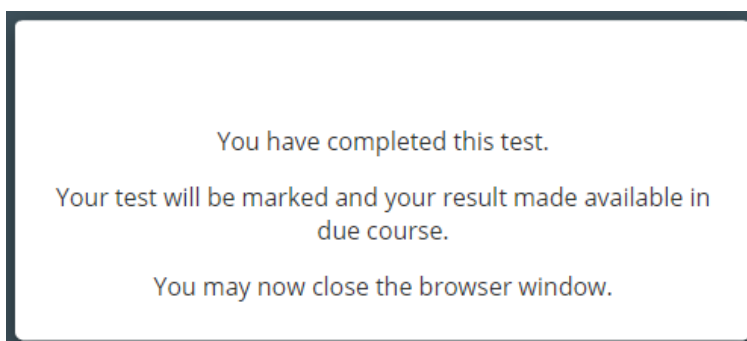 You have completed this test.
Your test will be marked and your result made available in
due course.
You may now close the browser window.